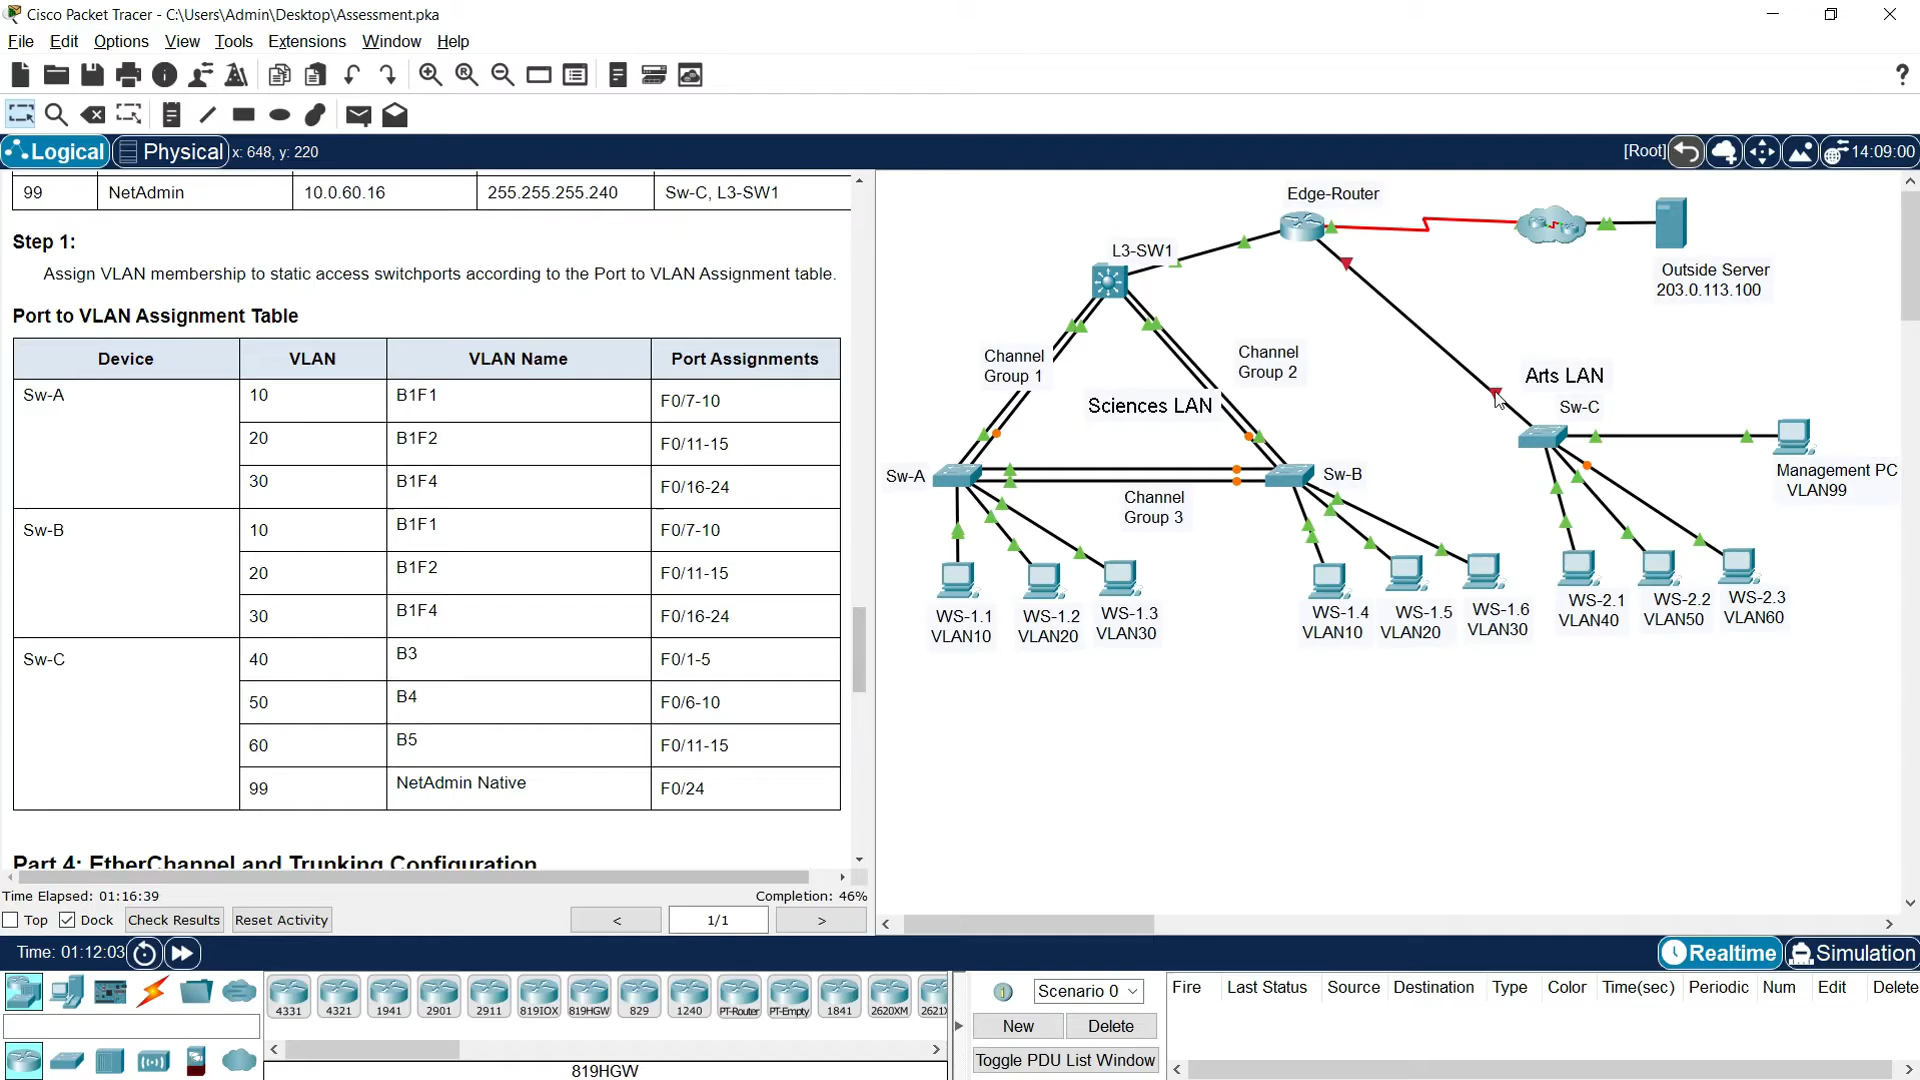 Cisco Packet Tracer - C:\Users\Admin\Desktop\Assessment.pka
File Edit Options View Tools Extensions Window Help
?
Logical Physical x: 648, y: 220
[Root] 14:09:00
99 NetAdmin 10.0.60.16 255.255.255.240 Sw-C, L3-SW1
Step 1:
Assign VLAN membership to static access switchports according to the Port to VLAN Assignment table.
Port to VLAN Assignment Table
Device VLAN VLAN Name Port Assignments
Sw-A 10 B1F1 F0/7-10
20 B1F2 F0/11-15
30 B1F4 F0/16-24
Sw-B 10 B1F1 F0/7-10
20 B1F2 F0/11-15
30 B1F4 F0/16-24
Sw-C 40 B3 F0/1-5
50 B4 F0/6-10
60 B5 F0/11-15
99 NetAdmin Native F0/24
Part 4: EtherChannel and Trunking Configuration
Time Elapsed: 01:16:39 Completion: 46%
Top Dock Check Results Reset Activity < 1/1 >
Edge-Router
L3-SW1
Outside Server
203.0.113.100
Channel
Group 1
Channel
Group 2
Sciences LAN
Arts LAN
Sw-C
Sw-A
Sw-B
Channel
Group 3
Management PC
VLAN99
WS-1.1
VLAN10
WS-1.2
VLAN20
WS-1.3
VLAN30
WS-1.4
VLAN10
WS-1.5
VLAN20
WS-1.6
VLAN30
WS-2.1
VLAN40
WS-2.2
VLAN50
WS-2.3
VLAN60
Time: 01:12:03
Realtime Simulation
4331 4321 1941 2901 2911 819IOX 819HGW 829 1240 PT-Router PT-Empty 1841 2620XM 2621X
819HGW
Scenario 0
New Delete
Toggle PDU List Window
Fire Last Status Source Destination Type Color Time(sec) Periodic Num Edit Delete